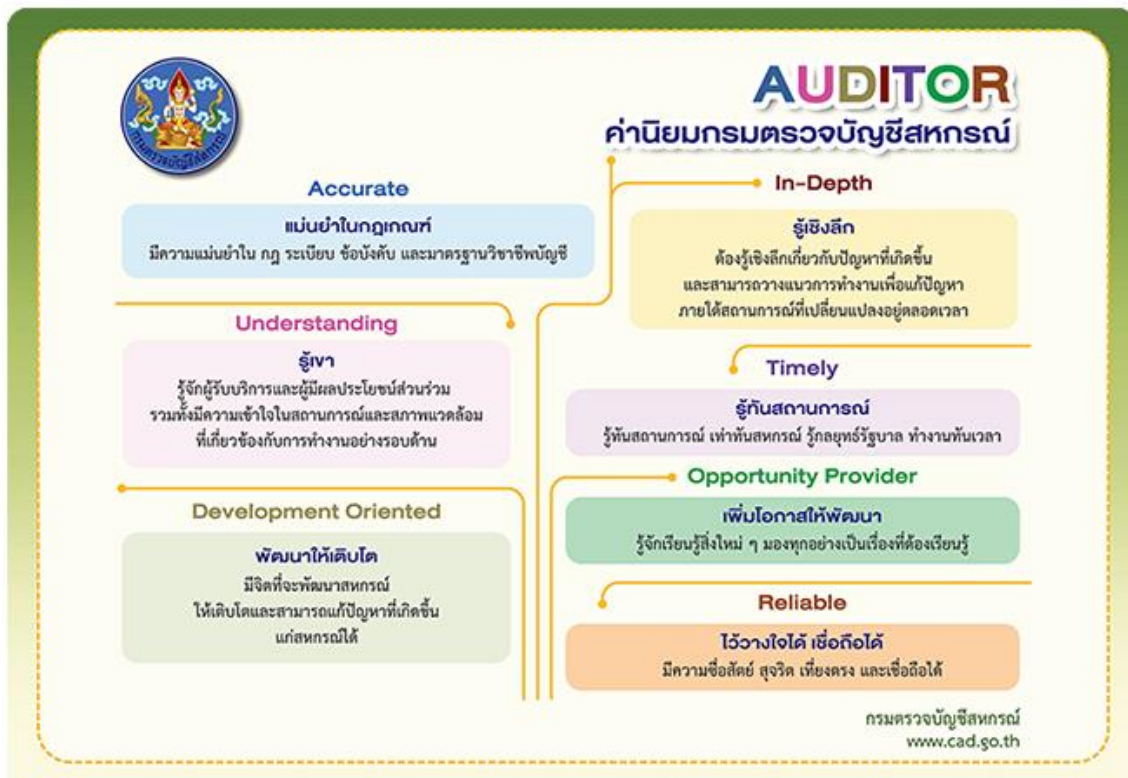 กรมตรวจบัญชีสหกรณ์
AUDITOR
ค่านิยมกรมตรวจบัญชีสหกรณ์
Accurate
แม่นยำในกฎเกณฑ์
มีความแม่นยำใน กฎ ระเบียบ ข้อบังคับ และมาตรฐานวิชาชีพบัญชี
Understanding
รู้เขา
รู้จักผู้รับบริการและผู้มีผลประโยชน์ส่วนร่วม
รวมทั้งมีความเข้าใจในสถานการณ์และสภาพแวดล้อม
ที่เกี่ยวข้องกับการทำงานอย่างรอบด้าน
Development Oriented
พัฒนาให้เติบโต
มีจิตที่จะพัฒนาสหกรณ์
ให้เติบโตและสามารถแก้ปัญหาที่เกิดขึ้น
แก่สหกรณ์ได้
In-Depth
รู้เชิงลึก
ต้องรู้เชิงลึกเกี่ยวกับปัญหาที่เกิดขึ้น
และสามารถวางแนวการทำงานเพื่อแก้ปัญหา
ภายใต้สถานการณ์ที่เปลี่ยนแปลงอยู่ตลอดเวลา
Timely
รู้ทันสถานการณ์
รู้ทันสถานการณ์ เท่าทันสหกรณ์ รู้กลยุทธ์รัฐบาล ทำงานทันเวลา
Opportunity Provider
เพิ่มโอกาสให้พัฒนา
รู้จักเรียนรู้สิ่งใหม่ ๆ มองทุกอย่างเป็นเรื่องที่ต้องเรียนรู้
Reliable
ไว้วางใจได้ เชื่อถือได้
มีความซื่อสัตย์ สุจริต เที่ยงตรง และเชื่อถือได้
กรมตรวจบัญชีสหกรณ์
www.cad.go.th